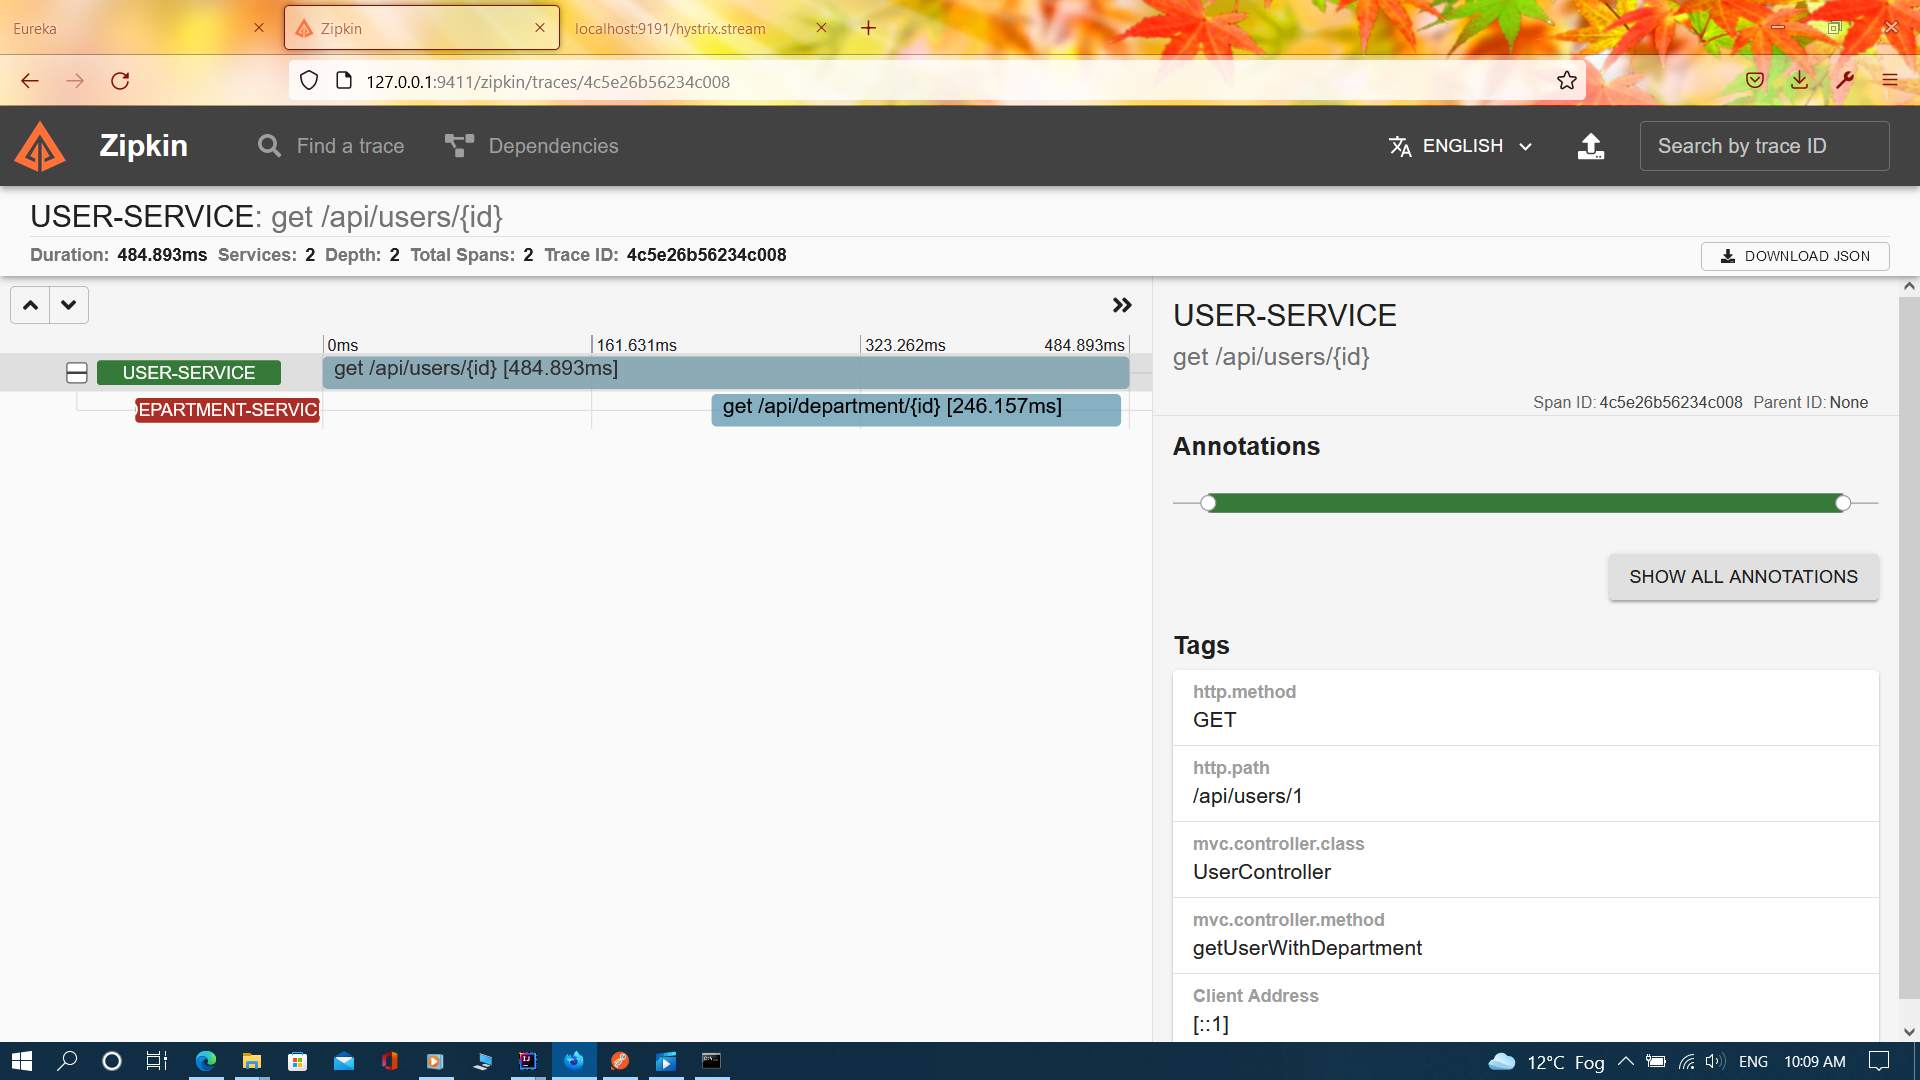 Eureka
Zipkin
localhost:9191/hystrix.stream
127.0.0.1:9411/zipkin/traces/4c5e26b56234c008
Zipkin
Find a trace
Dependencies
ENGLISH
Search by trace ID
USER-SERVICE: get /api/users/{id}
Duration: 484.893ms Services: 2 Depth: 2 Total Spans: 2 Trace ID: 4c5e26b56234c008
DOWNLOAD JSON
0ms
161.631ms
323.262ms
484.893ms
USER-SERVICE
get /api/users/{id} [484.893ms]
EPARTMENT-SERVIC
get /api/department/{id} [246.157ms]
USER-SERVICE
get /api/users/{id}
Span ID: 4c5e26b56234c008 Parent ID: None
Annotations
SHOW ALL ANNOTATIONS
Tags
http.method
GET
http.path
/api/users/1
mvc.controller.class
UserController
mvc.controller.method
getUserWithDepartment
Client Address
[::1]
12°C Fog
ENG
10:09 AM